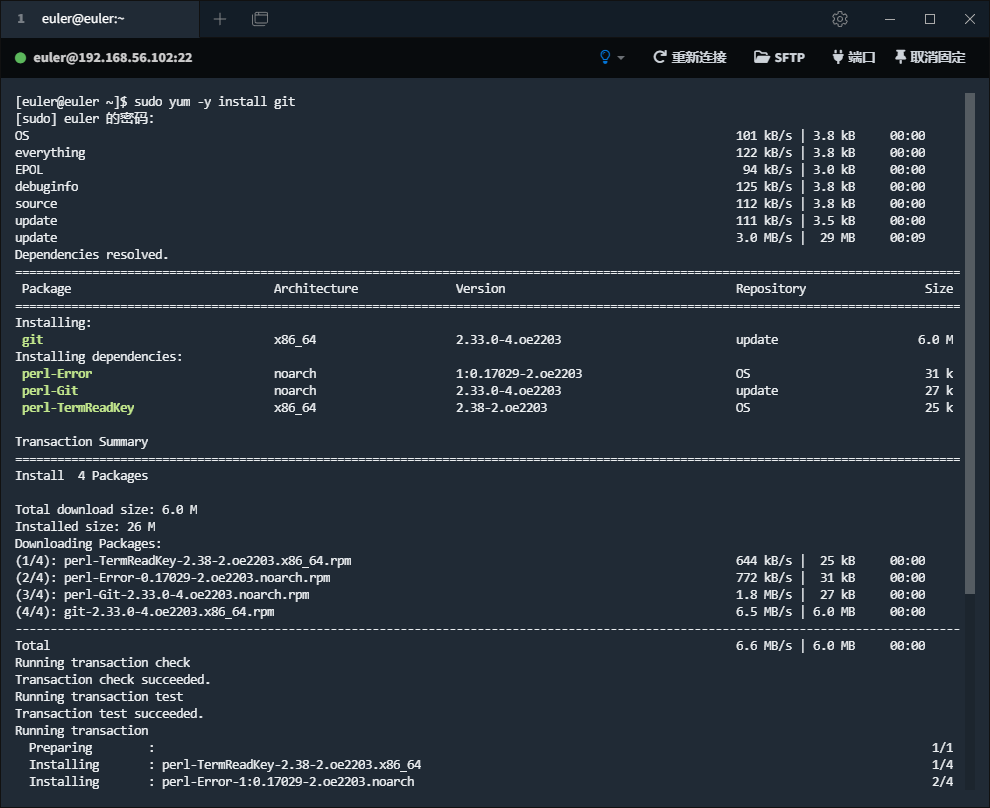 1 euler@euler:~
euler@192.168.56.102:22 重新连接 SFTP 端口 取消固定
[euler@euler ~]$ sudo yum -y install git
[sudo] euler 的密码：
OS 101 kB/s | 3.8 kB 00:00
everything 122 kB/s | 3.8 kB 00:00
EPOL 94 kB/s | 3.0 kB 00:00
debuginfo 125 kB/s | 3.8 kB 00:00
source 112 kB/s | 3.8 kB 00:00
update 111 kB/s | 3.5 kB 00:00
update 3.0 MB/s | 29 MB 00:09
Dependencies resolved.
Package Architecture Version Repository Size
Installing:
git x86_64 2.33.0-4.oe2203 update 6.0 M
Installing dependencies:
perl-Error noarch 1:0.17029-2.oe2203 OS 31 k
perl-Git noarch 2.33.0-4.oe2203 update 27 k
perl-TermReadKey x86_64 2.38-2.oe2203 OS 25 k
Transaction Summary
Install 4 Packages
Total download size: 6.0 M
Installed size: 26 M
Downloading Packages:
(1/4): perl-TermReadKey-2.38-2.oe2203.x86_64.rpm 644 kB/s | 25 kB 00:00
(2/4): perl-Error-0.17029-2.oe2203.noarch.rpm 772 kB/s | 31 kB 00:00
(3/4): perl-Git-2.33.0-4.oe2203.noarch.rpm 1.8 MB/s | 27 kB 00:00
(4/4): git-2.33.0-4.oe2203.x86_64.rpm 6.5 MB/s | 6.0 MB 00:00
Total 6.6 MB/s | 6.0 MB 00:00
Running transaction check
Transaction check succeeded.
Running transaction test
Transaction test succeeded.
Running transaction
Preparing : 1/1
Installing : perl-TermReadKey-2.38-2.oe2203.x86_64 1/4
Installing : perl-Error-1:0.17029-2.oe2203.noarch 2/4